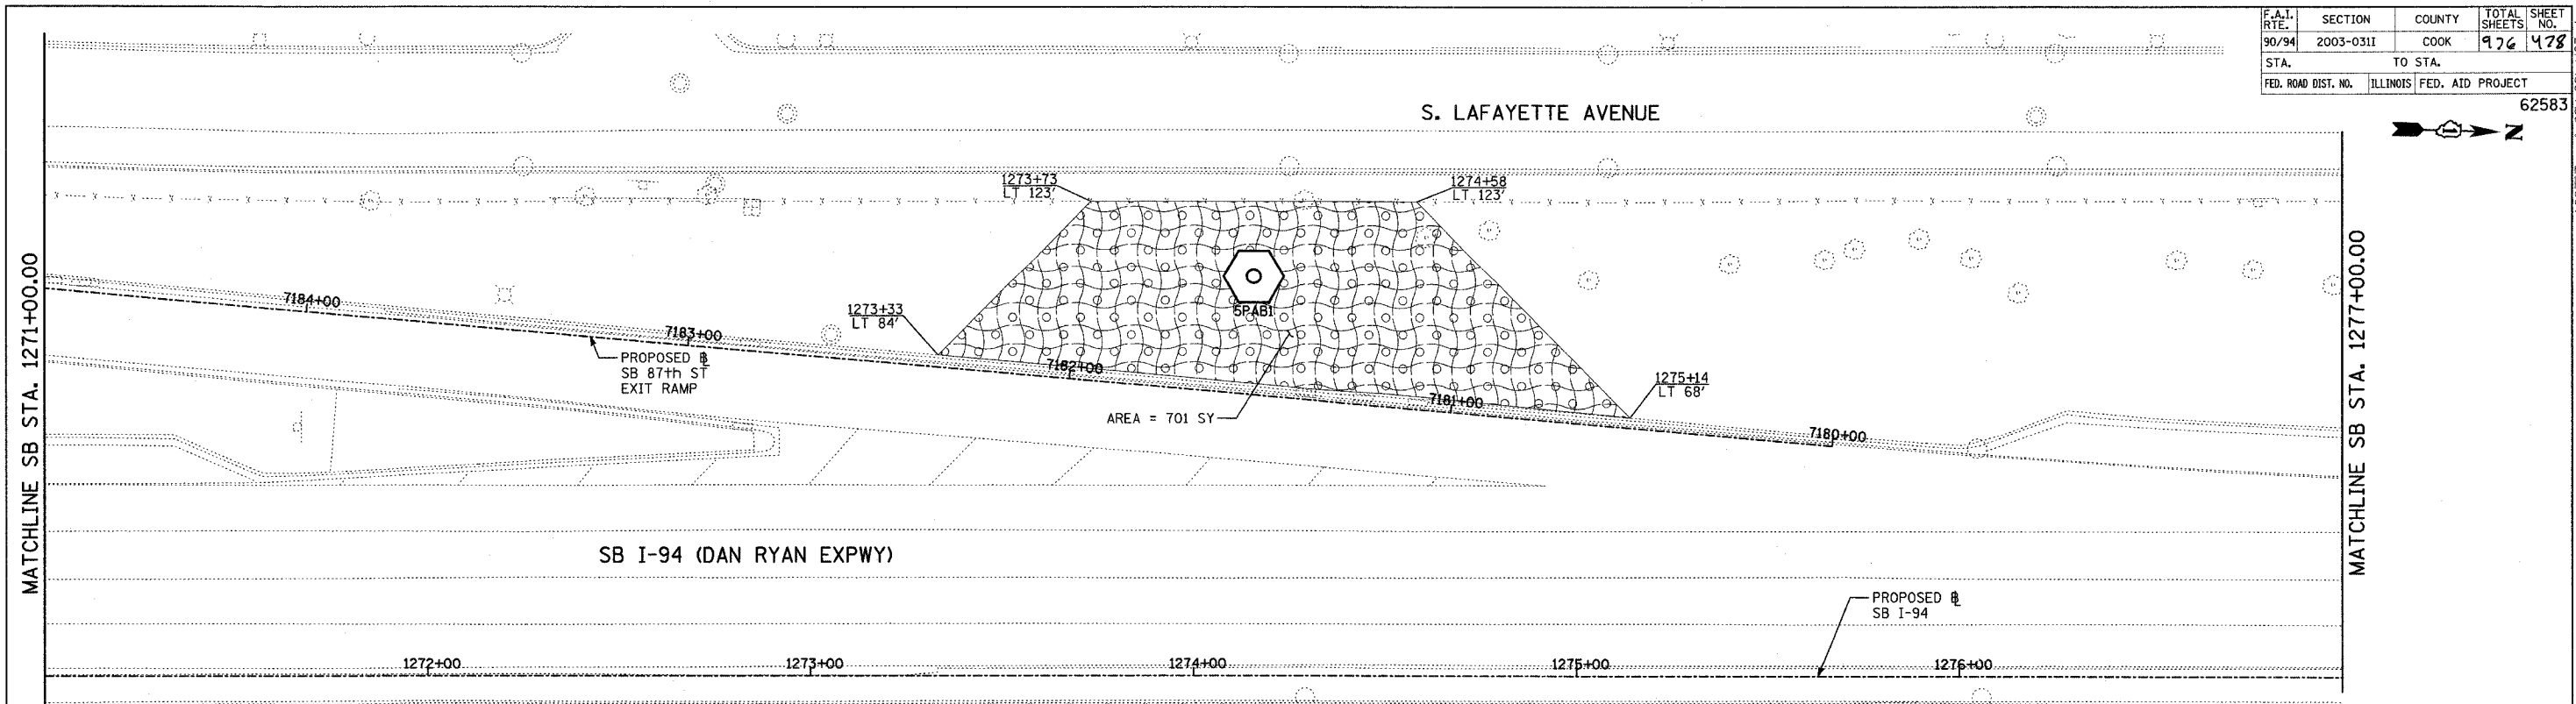 F.A.I. RTE. SECTION COUNTY TOTAL SHEETS SHEET NO.
90/94 2003-031I COOK 976 478
STA. TO STA.
FED. ROAD DIST. NO. ILLINOIS FED. AID PROJECT
62583
N
S. LAFAYETTE AVENUE
1273+73
LT 123'
1274+58
LT 123'
MATCHLINE SB STA. 1271+00.00
7184+00
7183+00
1273+33
LT 84'
5PAB1
PROPOSED BL
SB 87th ST
EXIT RAMP
7182+00
7181+00
1275+14
LT 68'
AREA = 701 SY
7180+00
MATCHLINE SB STA. 1277+00.00
SB I-94 (DAN RYAN EXPWY)
PROPOSED BL
SB I-94
1272+00
1273+00
1274+00
1275+00
1276+00